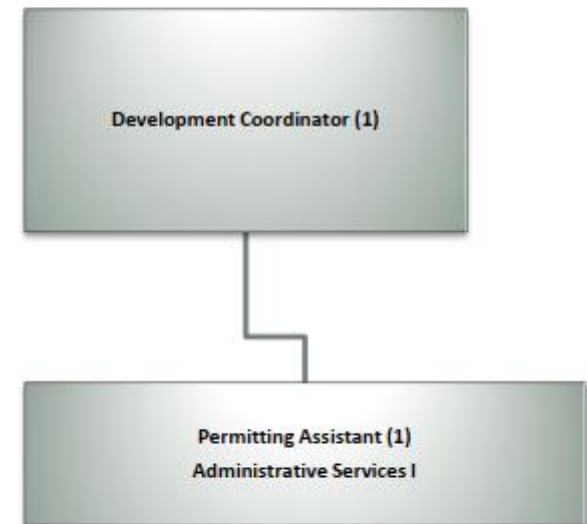 Development Coordinator (1)
Permitting Assistant (1)
Administrative Services I